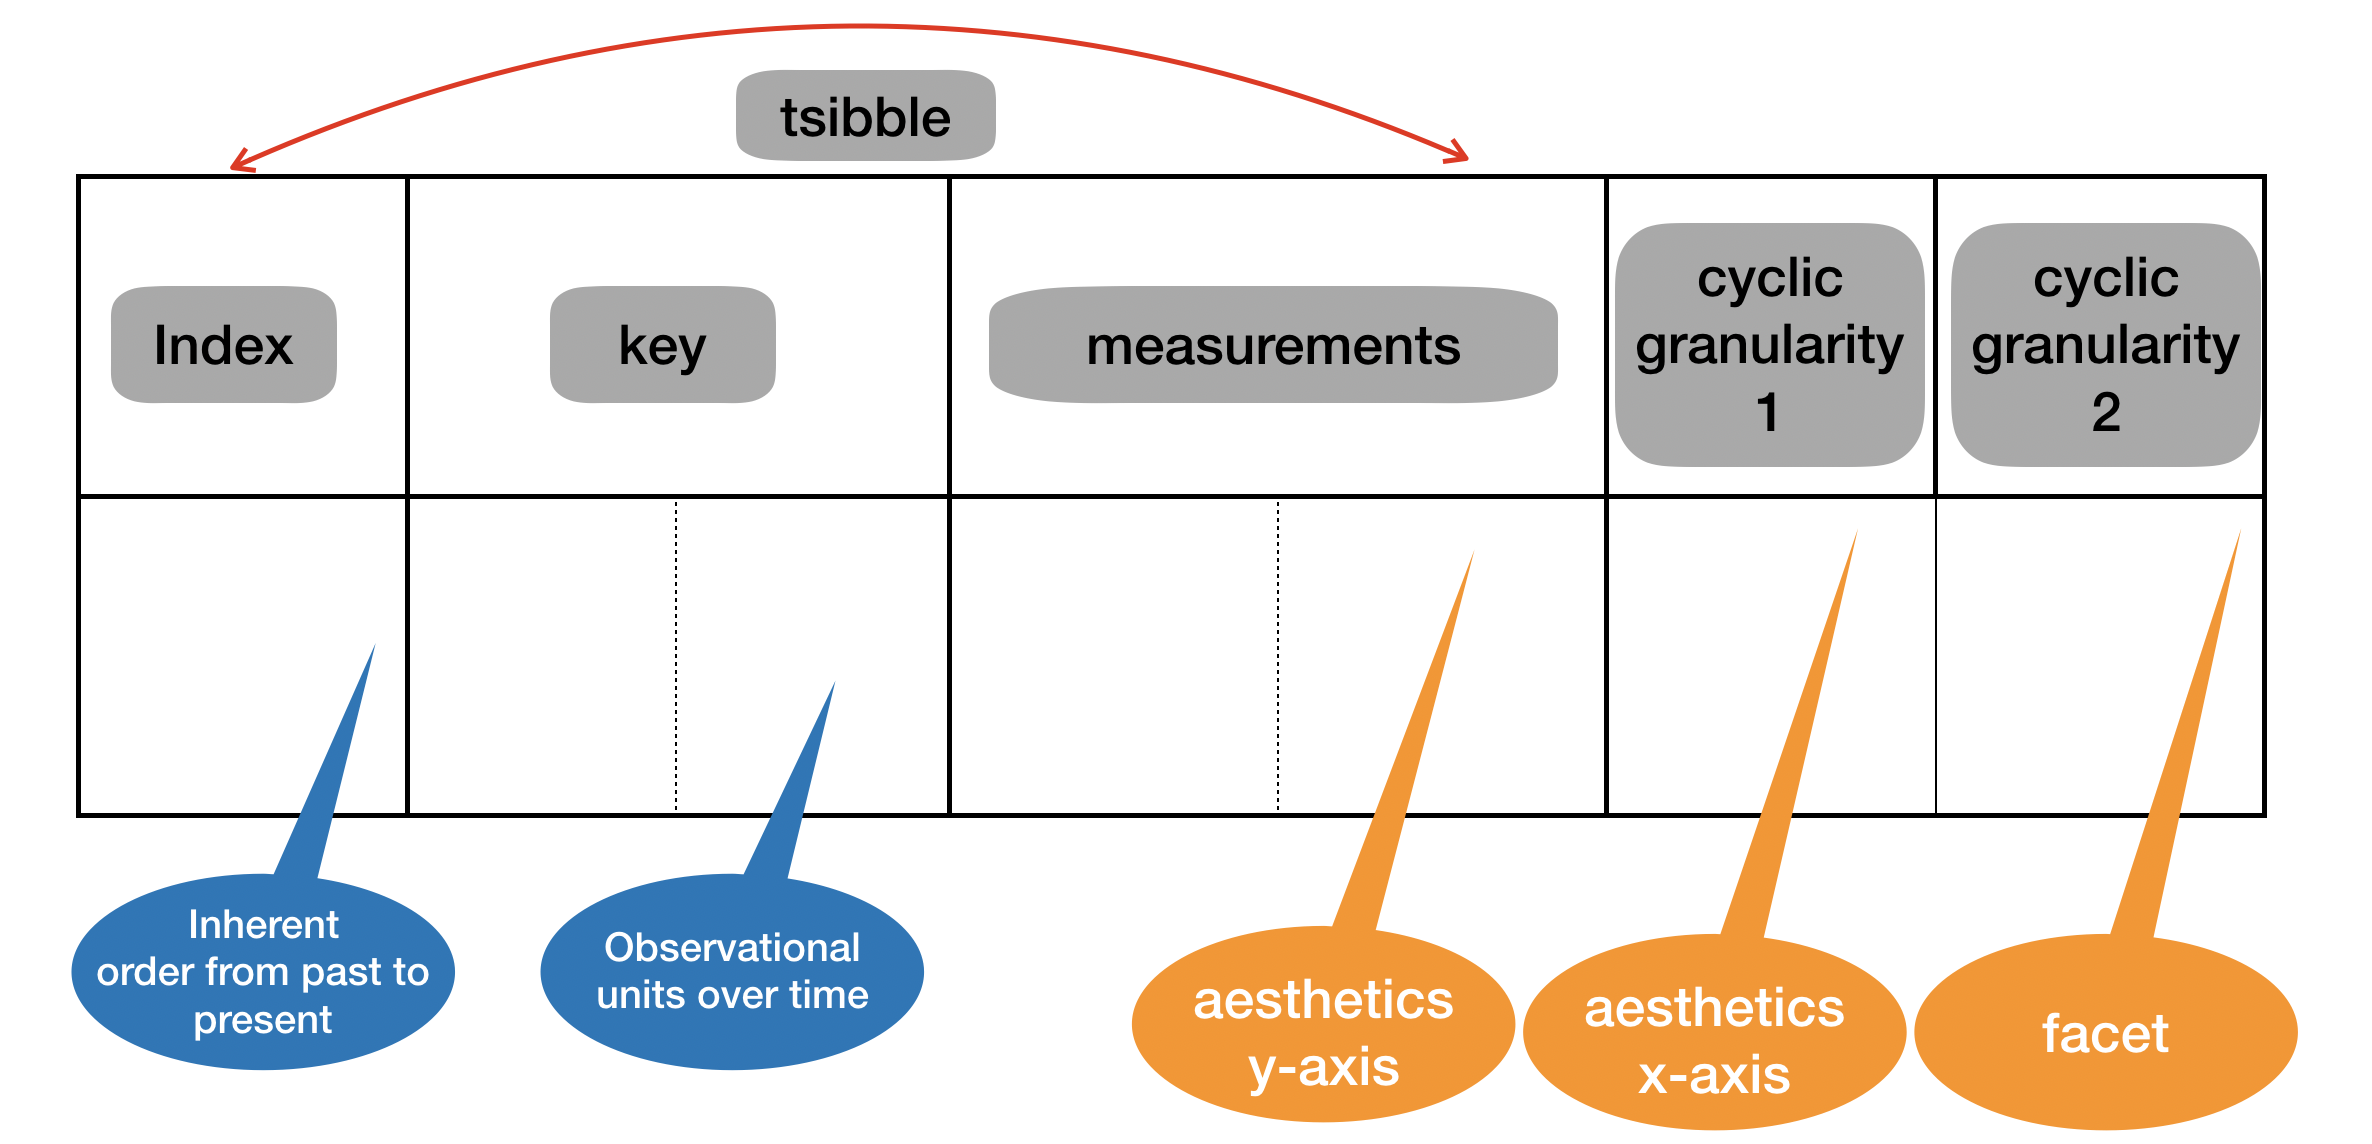 tsibble
Index
key
measurements
cyclic
granularity
1
cyclic
granularity
2
Inherent
order from past to
present
Observational
units over time
aesthetics
y-axis
aesthetics
x-axis
facet